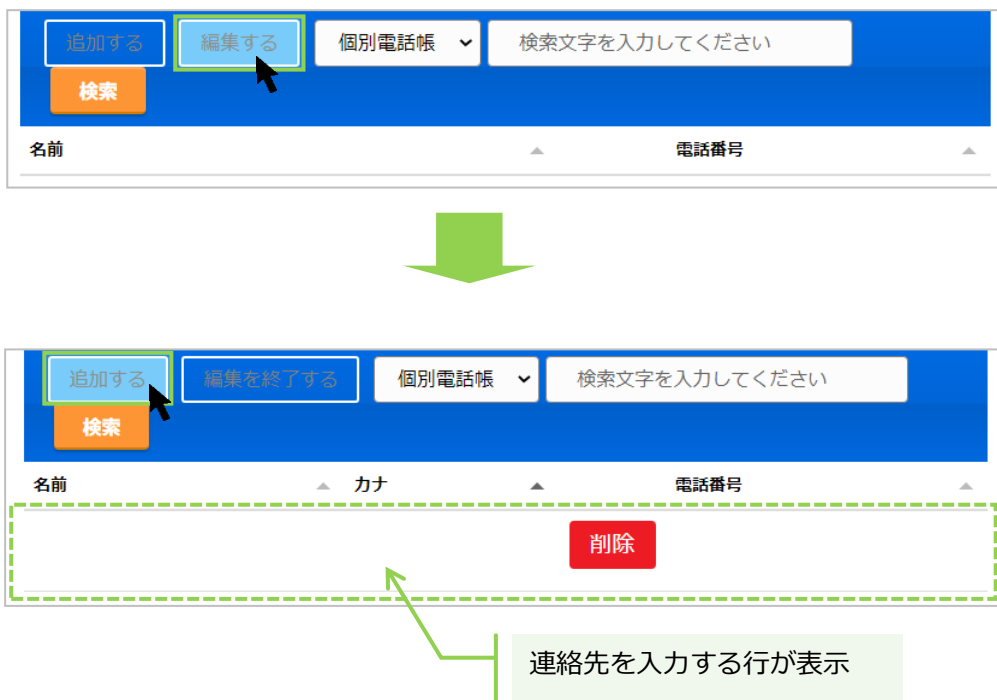 追加する 編集する 個別電話帳 検索文字を入力してください
検索
名前 電話番号
追加する 編集を終了する 個別電話帳 検索文字を入力してください
検索
名前 カナ 電話番号
削除
連絡先を入力する行が表示